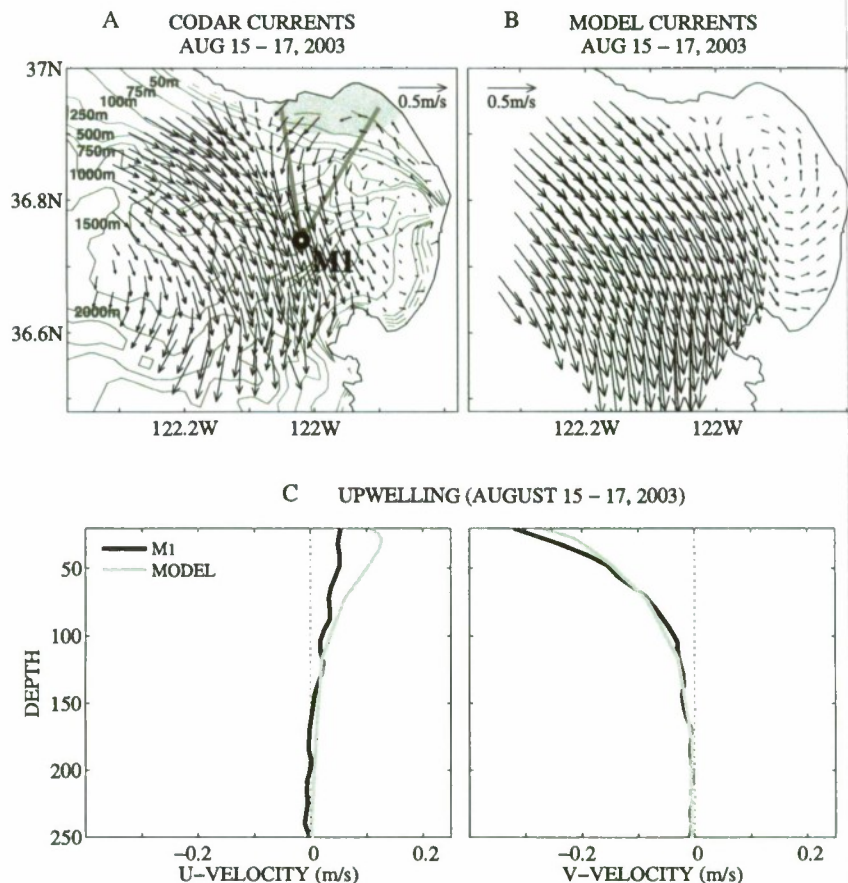 A CODAR CURRENTS
AUG 15 – 17, 2003
B MODEL CURRENTS
AUG 15 – 17, 2003
37N
36.8N
36.6N
50m
75m
100m
250m
500m
750m
1000m
1500m
2000m
0.5m/s
M1
0.5m/s
122.2W 122W
122.2W 122W
C UPWELLING (AUGUST 15 – 17, 2003)
M1
MODEL
DEPTH
50
100
150
200
250
−0.2 0 0.2
U−VELOCITY (m/s)
−0.2 0 0.2
V−VELOCITY (m/s)